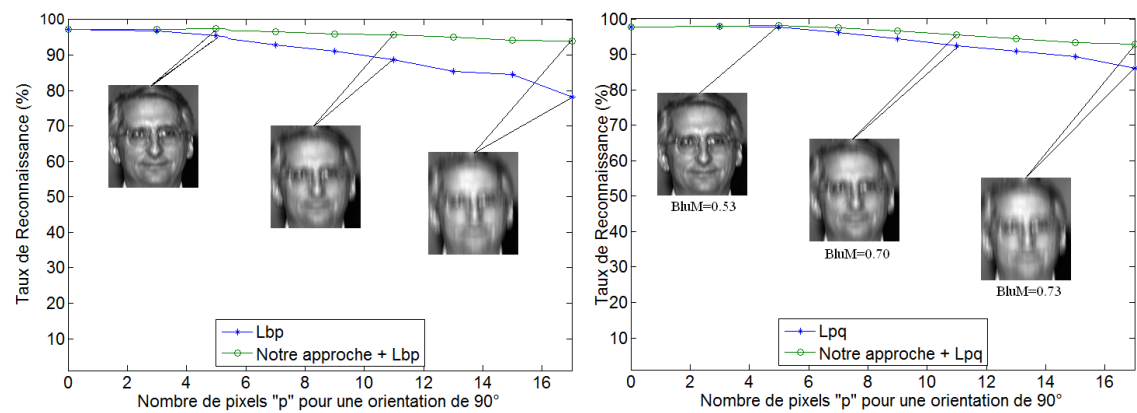 Taux de Reconnaissance (%)
100
90
80
70
60
50
40
30
20
10
Lbp
Notre approche + Lbp
0 2 4 6 8 10 12 14 16
Nombre de pixels "p" pour une orientation de 90°
Taux de Reconnaissance (%)
100
90
80
70
60
50
40
30
20
10
BluM=0.53
BluM=0.70
BluM=0.73
Lpq
Notre approche + Lpq
0 2 4 6 8 10 12 14 16
Nombre de pixels "p" pour une orientation de 90°